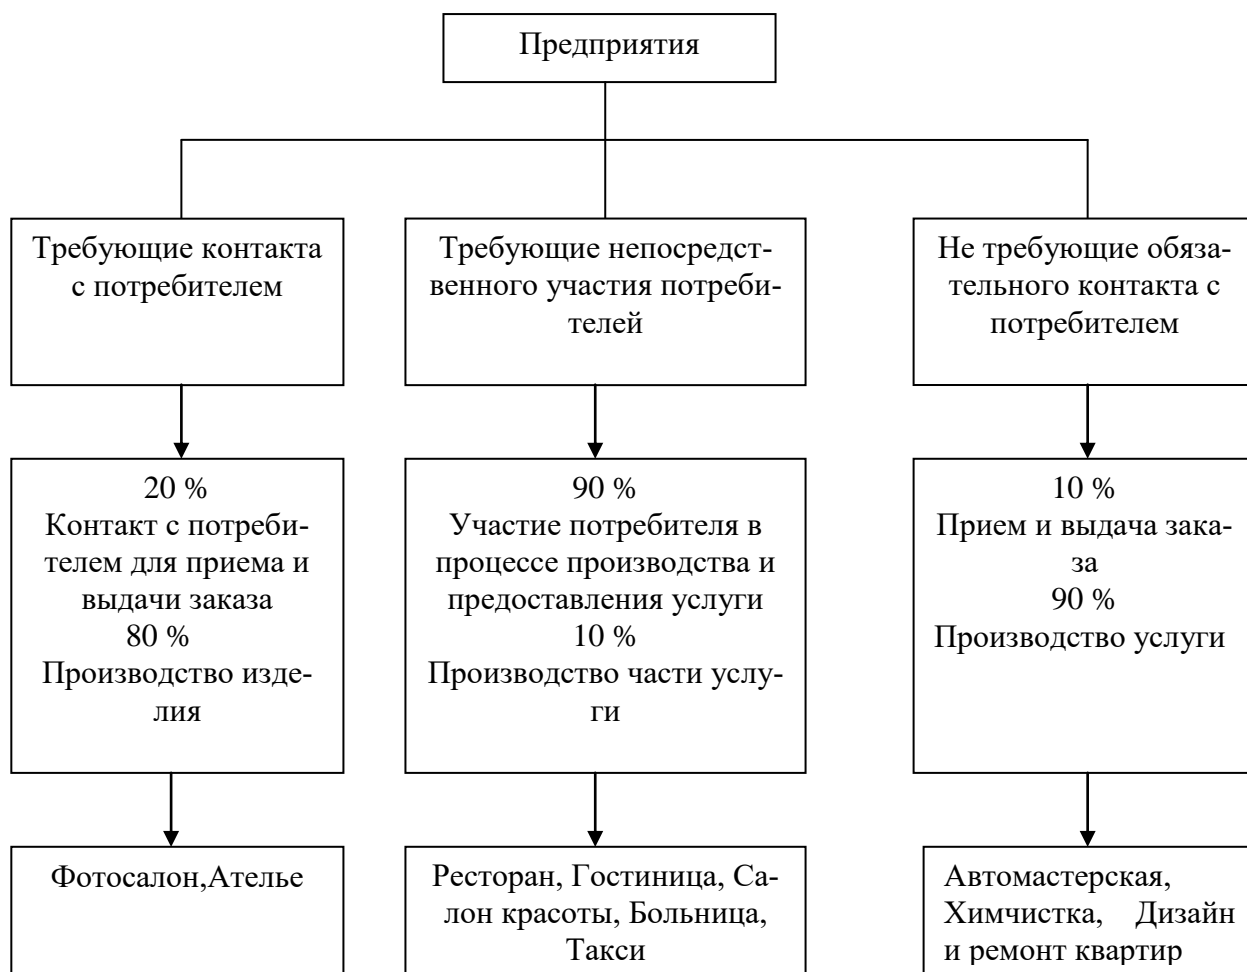 Предприятия
Требующие контакта
с потребителем
Требующие непосредст-
венного участия потреби-
телей
Не требующие обяза-
тельного контакта с
потребителем
20 %
Контакт с потреби-
телем для приема и
выдачи заказа
80 %
Производство изде-
лия
90 %
Участие потребителя в
процессе производства и
предоставления услуги
10 %
Производство части услу-
ги
10 %
Прием и выдача зака-
за
90 %
Производство услуги
Фотосалон,Ателье
Ресторан, Гостиница, Са-
лон красоты, Больница,
Такси
Автомастерская,
Химчистка, Дизайн
и ремонт квартир